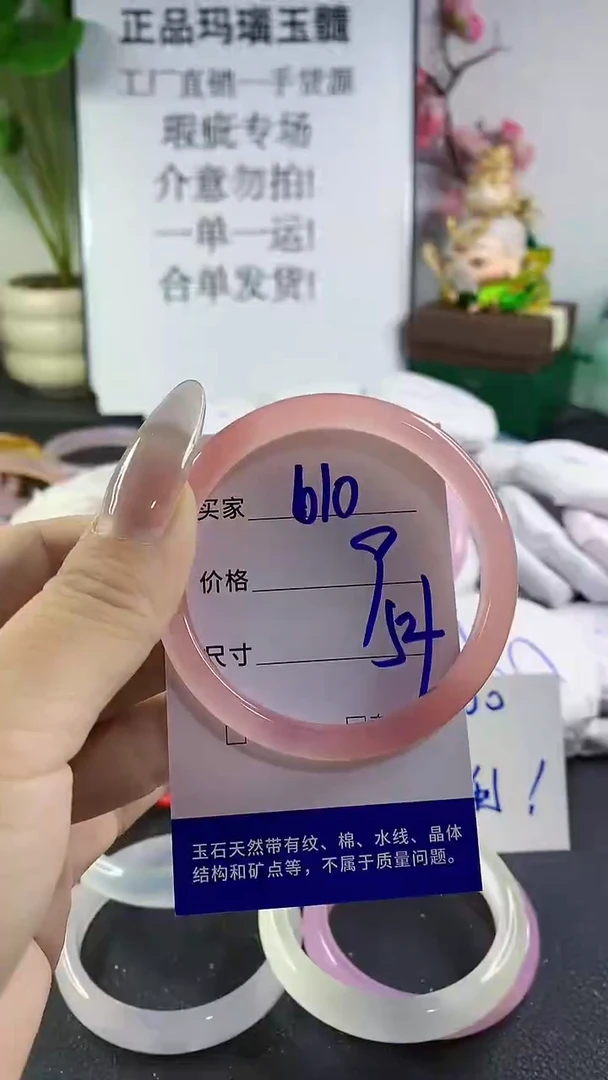 正品玛瑙玉髓
工厂直销一手货源
瑕疵专场
介意勿拍!
一单一运!
合单发货!
买家 610
价格 9
尺寸 54
玉石天然带有纹、棉、水线、晶体
结构和矿点等，不属于质量问题。
！